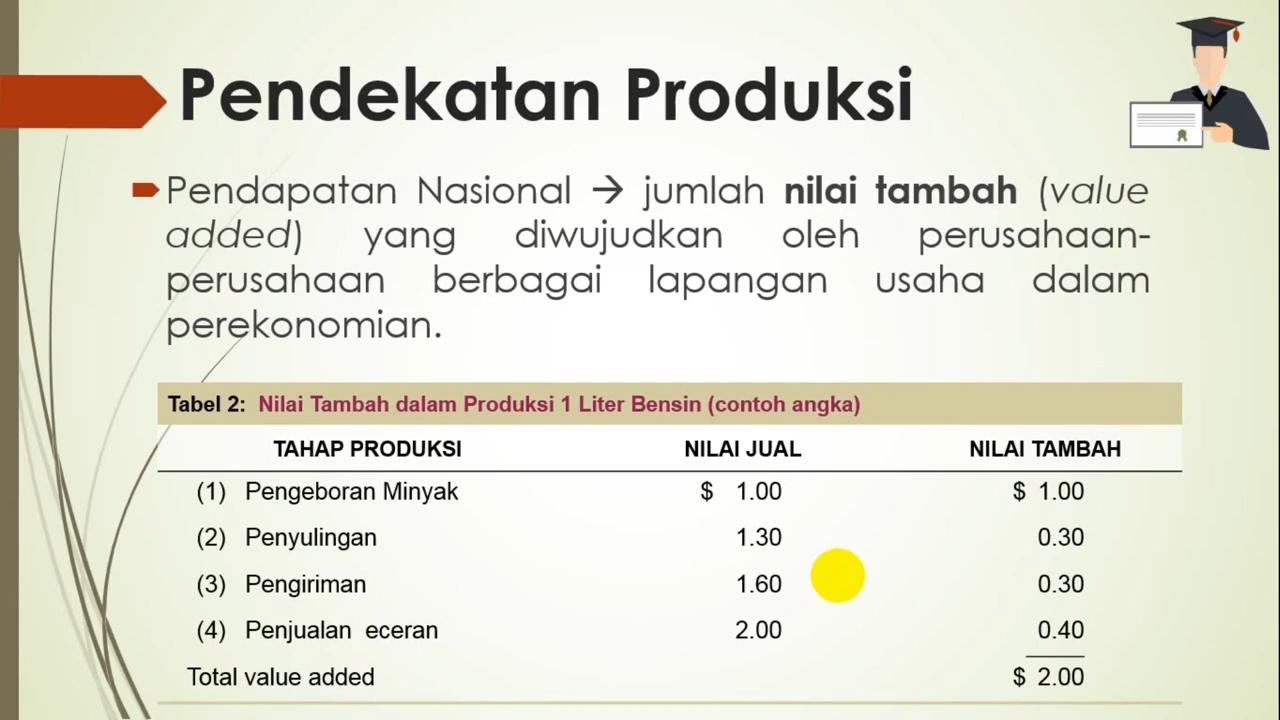 Pendekatan Produksi
Pendapatan Nasional → jumlah nilai tambah (value
added) yang diwujudkan oleh perusahaan-
perusahaan berbagai lapangan usaha dalam
perekonomian.
Tabel 2: Nilai Tambah dalam Produksi 1 Liter Bensin (contoh angka)
TAHAP PRODUKSI NILAI JUAL NILAI TAMBAH
(1) Pengeboran Minyak $ 1.00 $ 1.00
(2) Penyulingan 1.30 0.30
(3) Pengiriman 1.60 0.30
(4) Penjualan eceran 2.00 0.40
Total value added $ 2.00